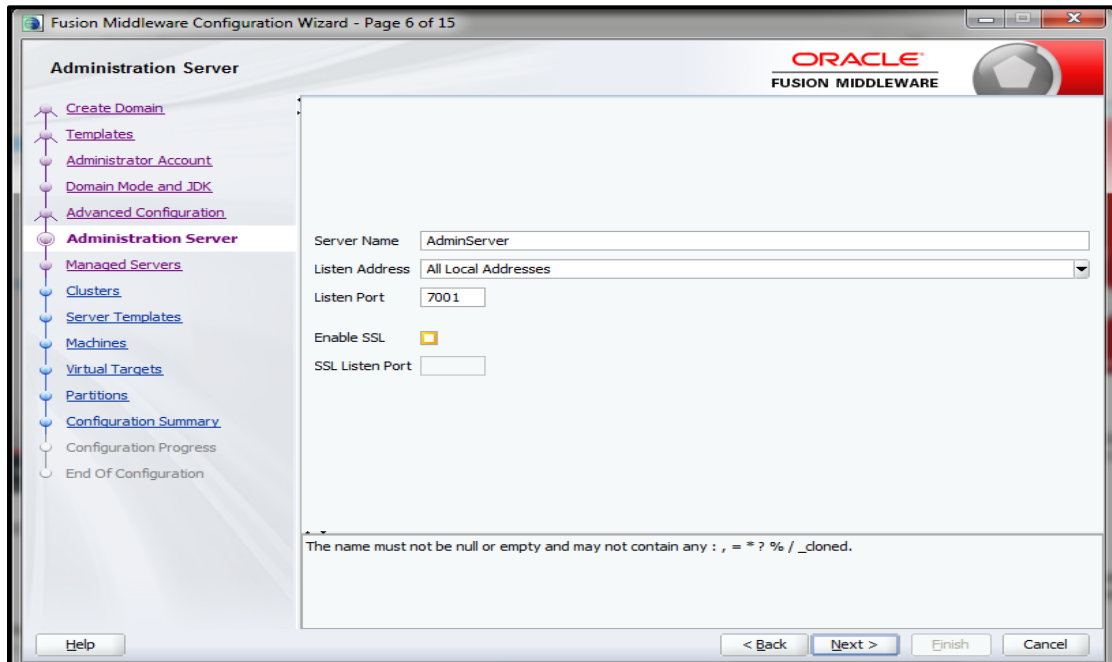 Fusion Middleware Configuration Wizard - Page 6 of 15
Administration Server
ORACLE
FUSION MIDDLEWARE
Create Domain
Templates
Administrator Account
Domain Mode and JDK
Advanced Configuration
Administration Server
Managed Servers
Clusters
Server Templates
Machines
Virtual Targets
Partitions
Configuration Summary
Configuration Progress
End Of Configuration
Server Name AdminServer
Listen Address All Local Addresses
Listen Port 7001
Enable SSL
SSL Listen Port
The name must not be null or empty and may not contain any : , = * ? % / _cloned.
Help < Back Next > Finish Cancel